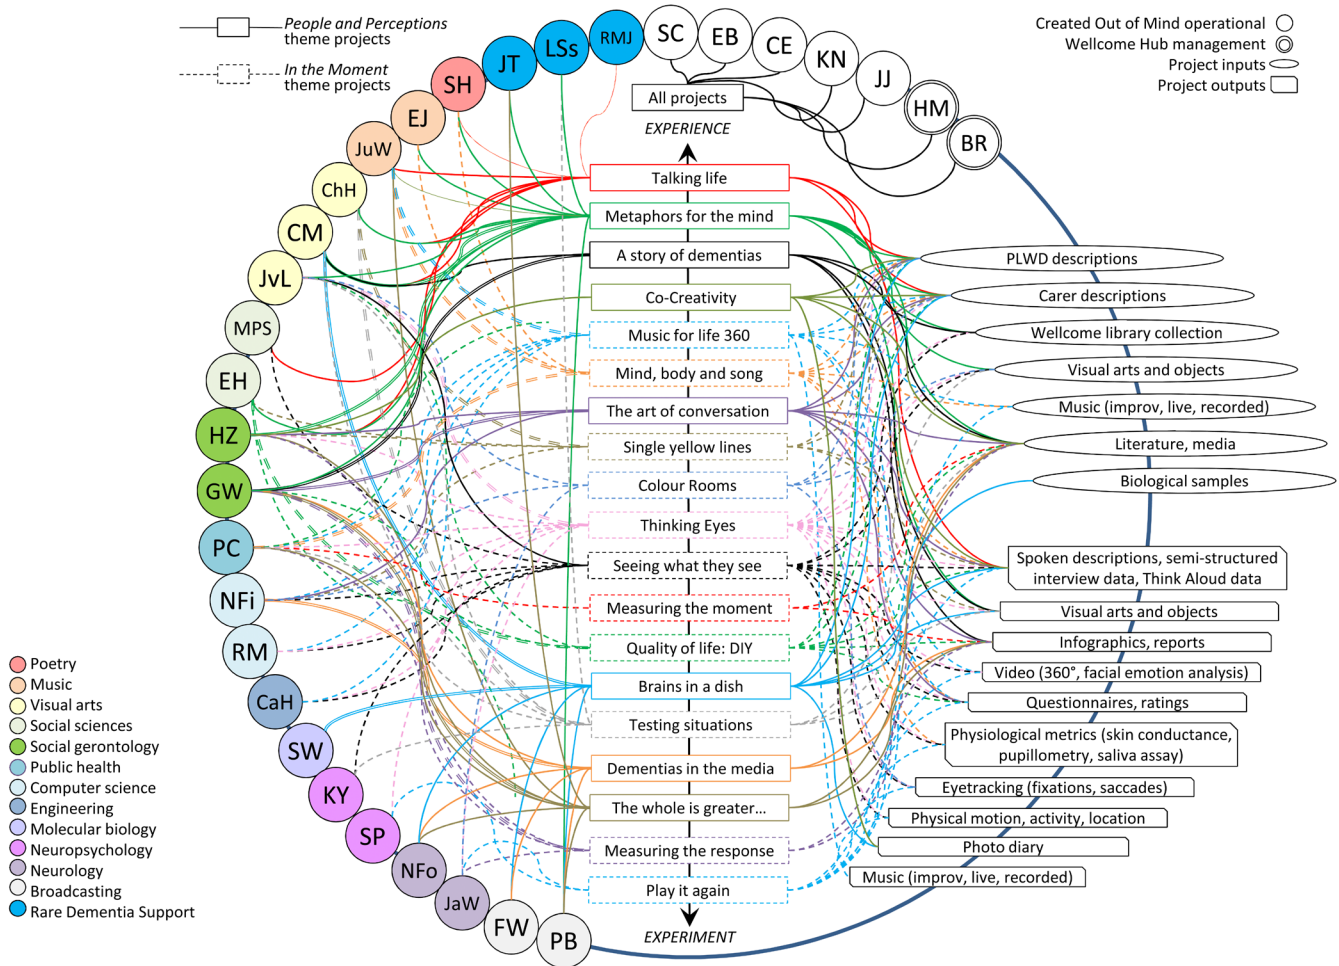 People and Perceptions
theme projects
In the Moment
theme projects
Created Out of Mind operational
Wellcome Hub management
Project inputs
Project outputs
RMJ
SC
EB
CE
KN
JJ
HM
BR
LSs
JT
SH
EJ
JuW
ChH
CM
JvL
MPS
EH
HZ
GW
PC
NFi
RM
CaH
SW
KY
SP
NFo
JaW
FW
PB
All projects
EXPERIENCE
Talking life
Metaphors for the mind
A story of dementias
Co-Creativity
Music for life 360
Mind, body and song
The art of conversation
Single yellow lines
Colour Rooms
Thinking Eyes
Seeing what they see
Measuring the moment
Quality of life: DIY
Brains in a dish
Testing situations
Dementias in the media
The whole is greater...
Measuring the response
Play it again
EXPERIMENT
PLWD descriptions
Carer descriptions
Wellcome library collection
Visual arts and objects
Music (improv, live, recorded)
Literature, media
Biological samples
Spoken descriptions, semi-structured
interview data, Think Aloud data
Visual arts and objects
Infographics, reports
Video (360°, facial emotion analysis)
Questionnaires, ratings
Physiological metrics (skin conductance,
pupillometry, saliva assay)
Eyetracking (fixations, saccades)
Physical motion, activity, location
Photo diary
Music (improv, live, recorded)
Poetry
Music
Visual arts
Social sciences
Social gerontology
Public health
Computer science
Engineering
Molecular biology
Neuropsychology
Neurology
Broadcasting
Rare Dementia Support